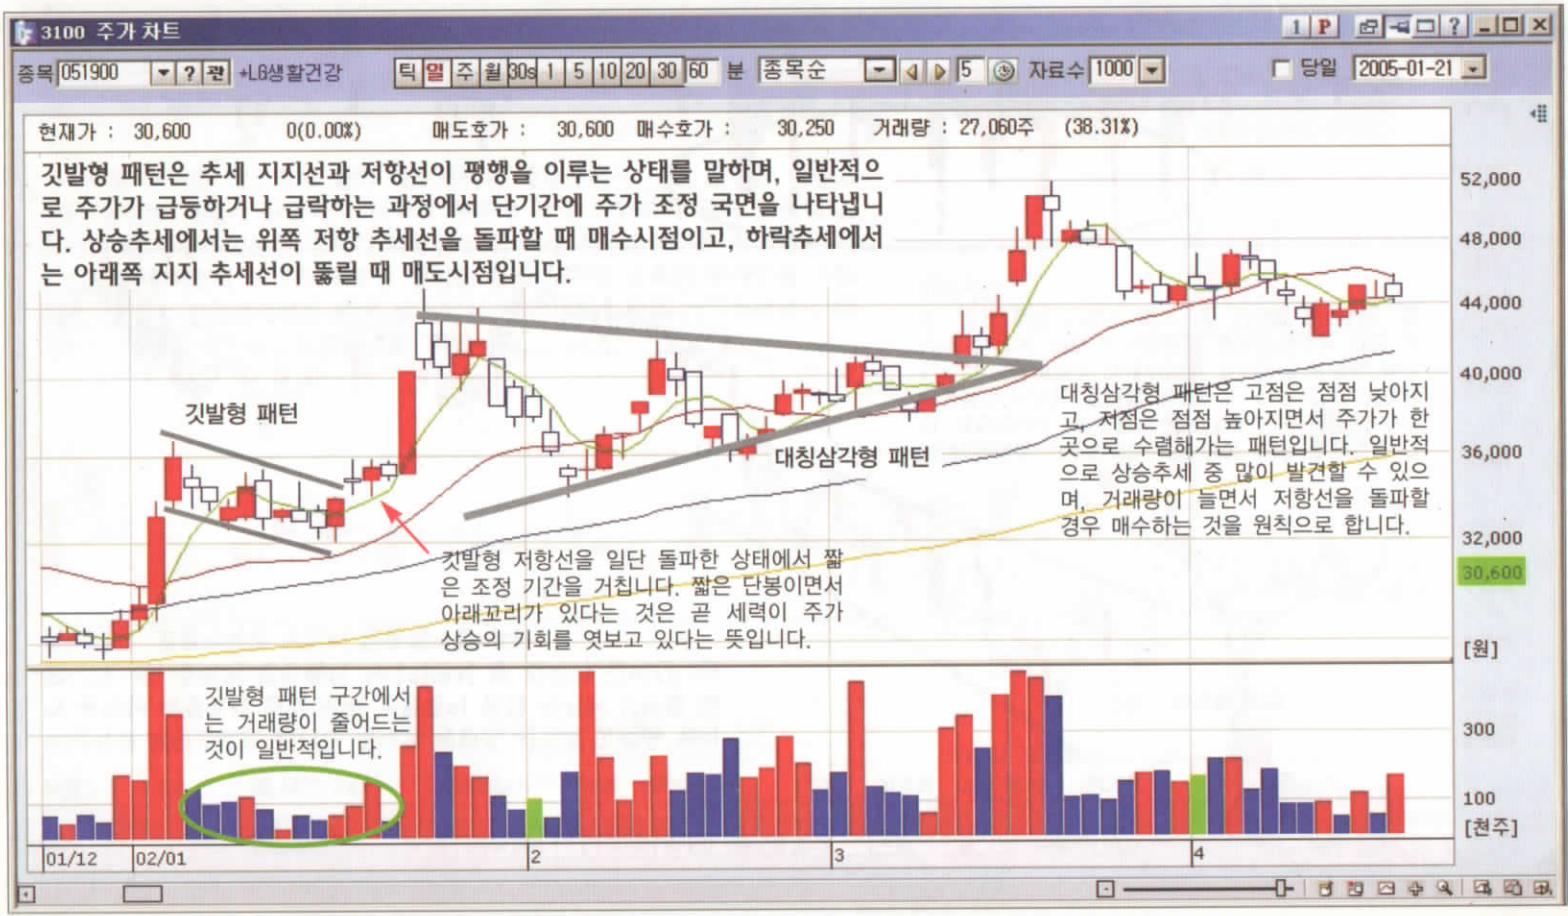 3100 주가차트
1 P ?
종목 051900 ? 관 *LG생활건강 틱 일 주 월 30s 1 5 10 20 30 60 분 종목순 5 자료수 1000 당일 2005-01-21
현재가 : 30,600 0(0.00%) 매도호가 : 30,600 매수호가 : 30,250 거래량 : 27,060주 (38.31%)
깃발형 패턴은 추세 지지선과 저항선이 평행을 이루는 상태를 말하며, 일반적으
로 주가가 급등하거나 급락하는 과정에서 단기간에 주가 조정 국면을 나타냅니
다. 상승추세에서는 위쪽 저항 추세선을 돌파할 때 매수시점이고, 하락추세에서
는 아래쪽 지지 추세선이 뚫릴 때 매도시점입니다.
52,000
48,000
44,000
40,000
36,000
32,000
30,600
[원]
깃발형 패턴
대칭삼각형 패턴
대칭삼각형 패턴은 고점은 점점 낮아지
고, 저점은 점점 높아지면서 주가가 한
곳으로 수렴해가는 패턴입니다. 일반적
으로 상승추세 중 많이 발견할 수 있으
며, 거래량이 늘면서 저항선을 돌파할
경우 매수하는 것을 원칙으로 합니다.
깃발형 저항선을 일단 돌파한 상태에서 짧
은 조정 기간을 거칩니다. 짧은 단봉이면서
아래꼬리가 있다는 것은 곧 세력이 주가
상승의 기회를 엿보고 있다는 뜻입니다.
깃발형 패턴 구간에서
는 거래량이 줄어드는
것이 일반적입니다.
300
100
[천주]
01/12 02/01 2 3 4